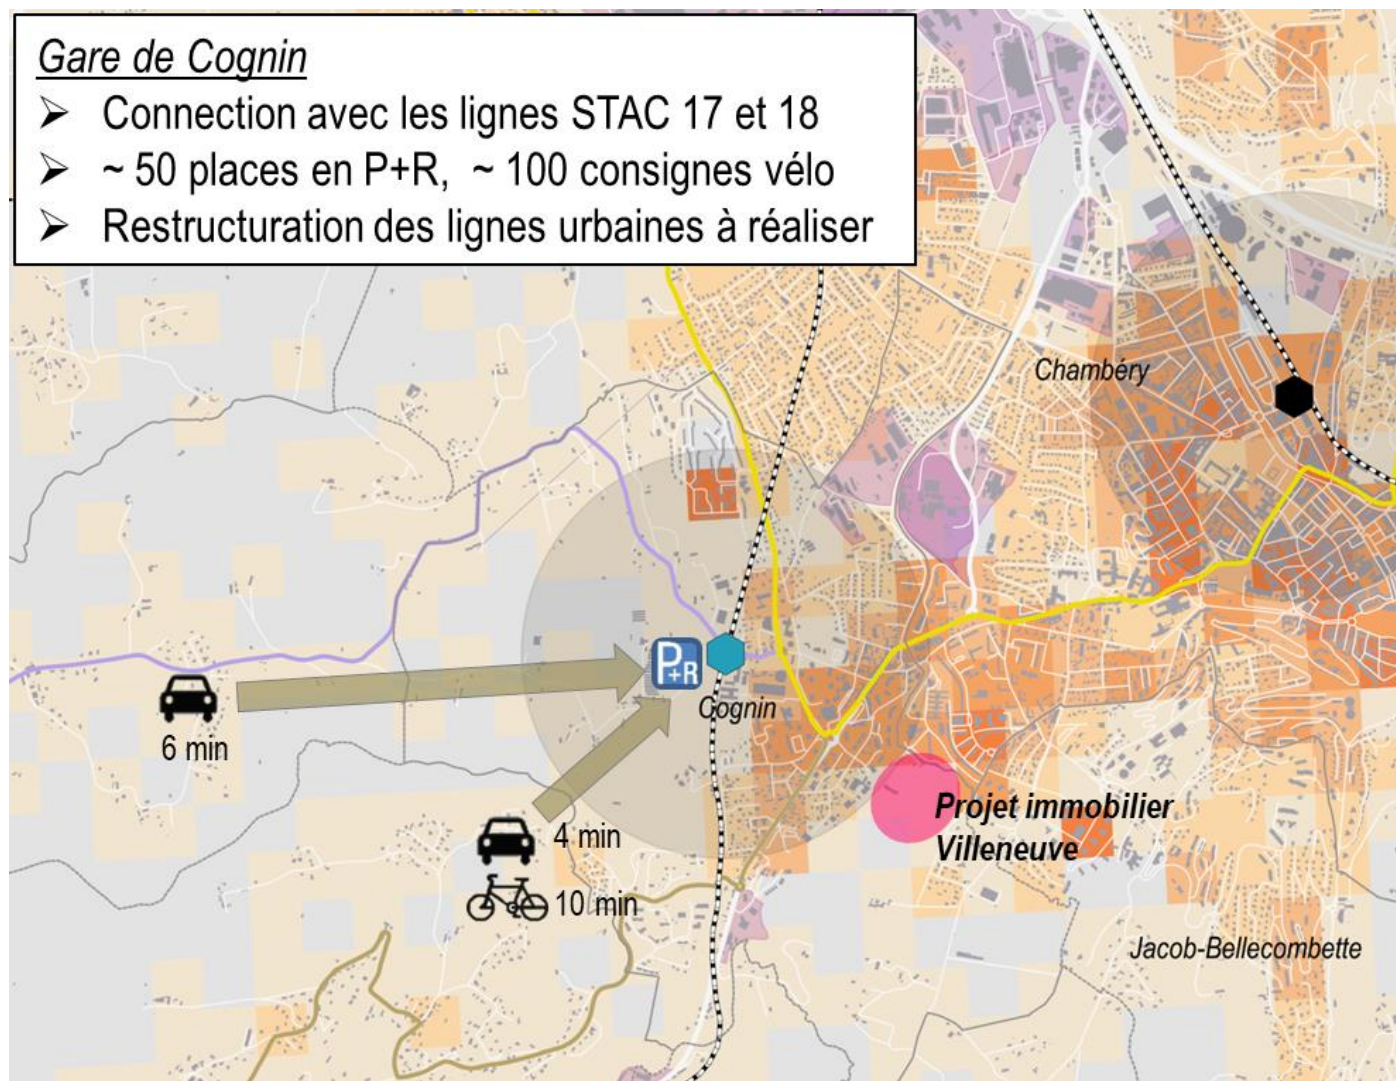 Gare de Cognin
➢ Connection avec les lignes STAC 17 et 18
➢ ~ 50 places en P+R, ~ 100 consignes vélo
➢ Restructuration des lignes urbaines à réaliser
Chambéry
P+R
Cognin
6 min
4 min
10 min
Projet immobilier
Villeneuve
Jacob-Bellecombette